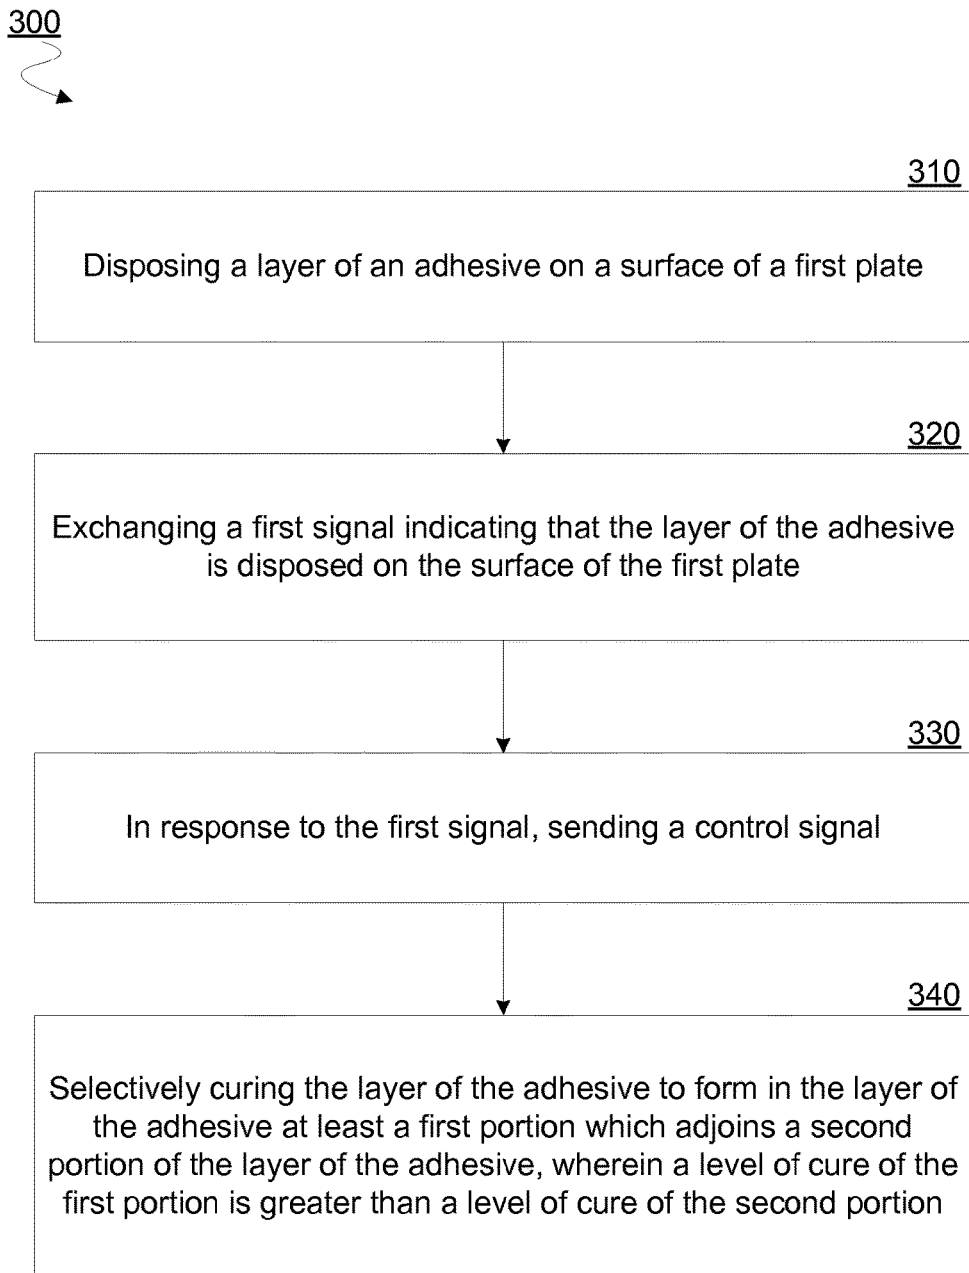 300
310
Disposing a layer of an adhesive on a surface of a first plate
320
Exchanging a first signal indicating that the layer of the adhesive
is disposed on the surface of the first plate
330
In response to the first signal, sending a control signal
340
Selectively curing the layer of the adhesive to form in the layer of
the adhesive at least a first portion which adjoins a second
portion of the layer of the adhesive, wherein a level of cure of the
first portion is greater than a level of cure of the second portion